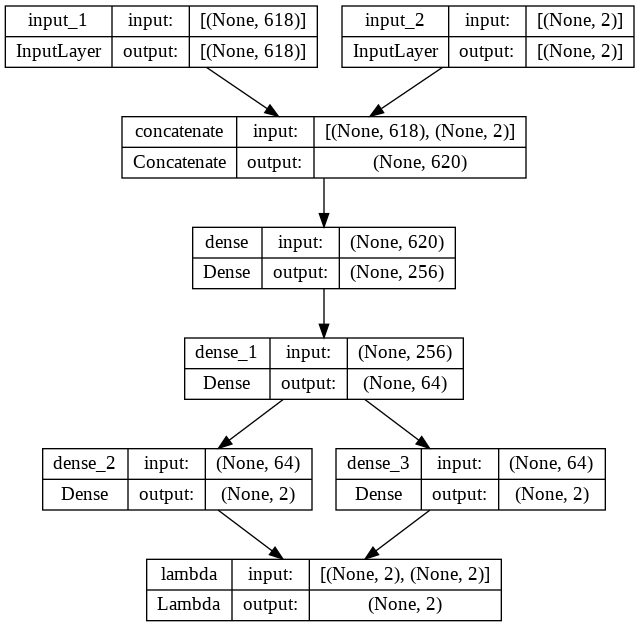 input_1 input: [(None, 618)]
InputLayer output: [(None, 618)]
input_2 input: [(None, 2)]
InputLayer output: [(None, 2)]
concatenate input: [(None, 618), (None, 2)]
Concatenate output: (None, 620)
dense input: (None, 620)
Dense output: (None, 256)
dense_1 input: (None, 256)
Dense output: (None, 64)
dense_2 input: (None, 64)
Dense output: (None, 2)
dense_3 input: (None, 64)
Dense output: (None, 2)
lambda input: [(None, 2), (None, 2)]
Lambda output: (None, 2)